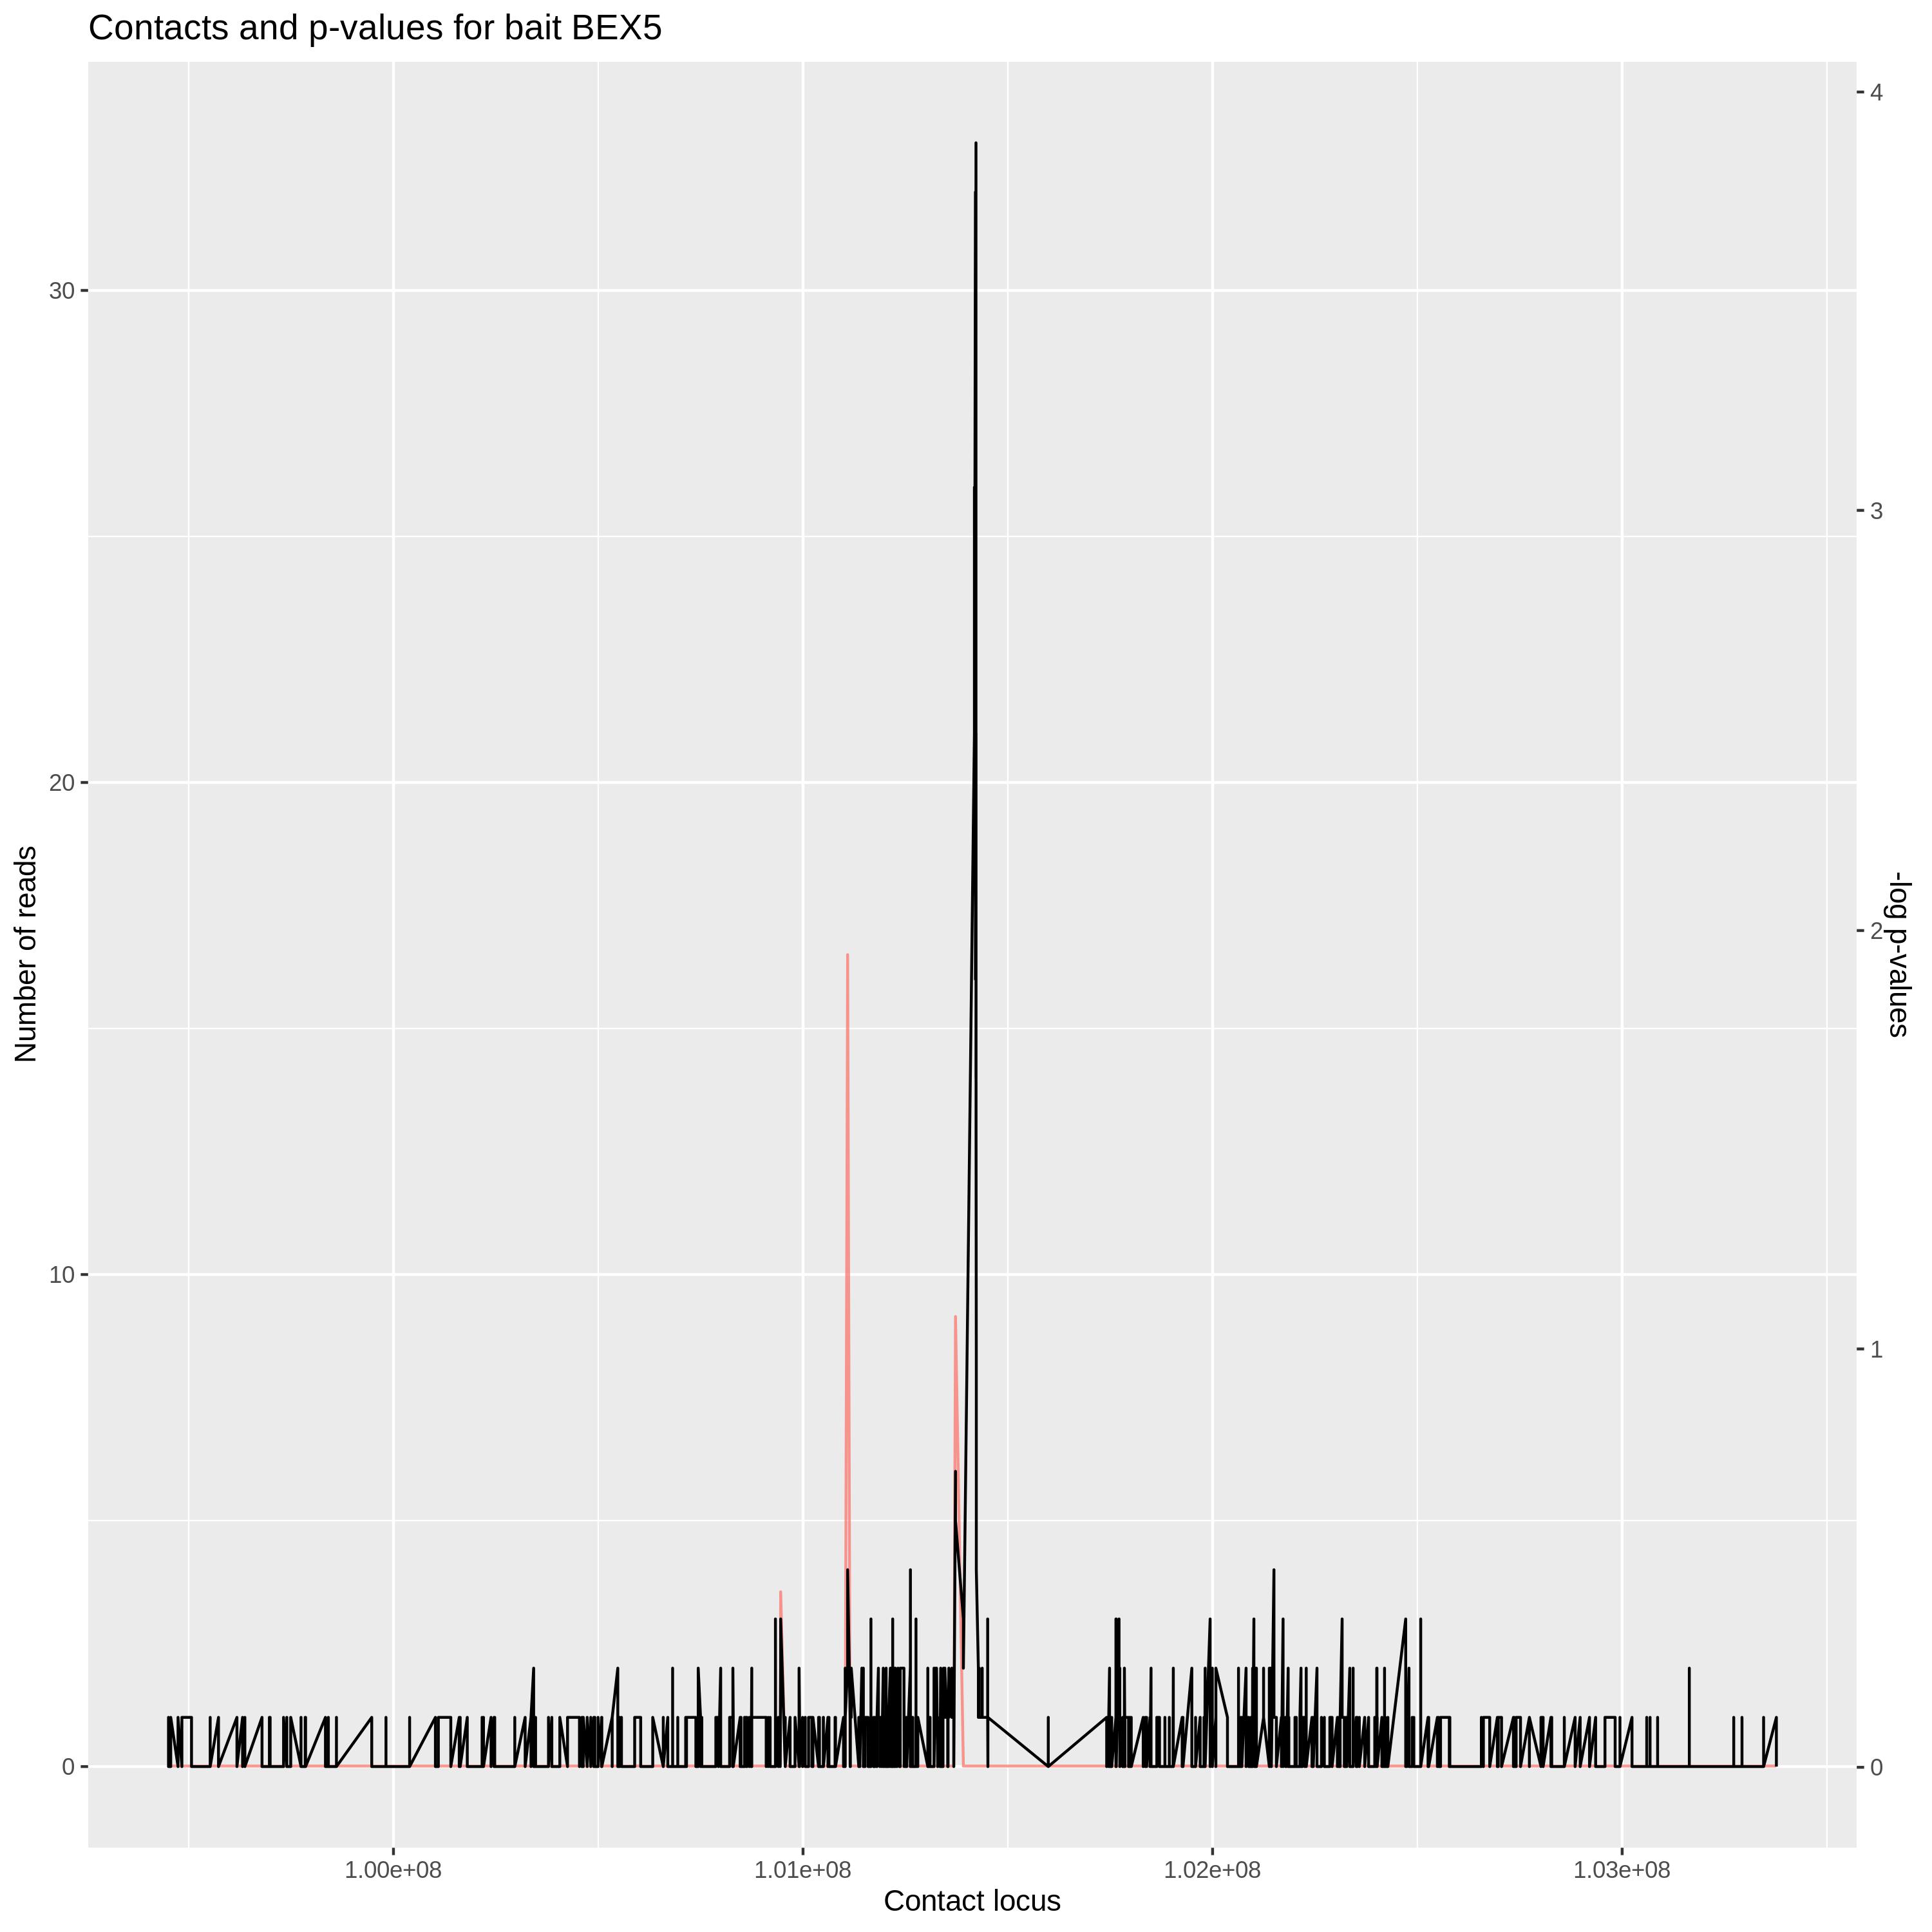 Contacts and p-values for bait BEX5
30
20
10
0
Number of reads
4
3
2
1
0
-log p-values
1.00e+08 1.01e+08 1.02e+08 1.03e+08
Contact locus